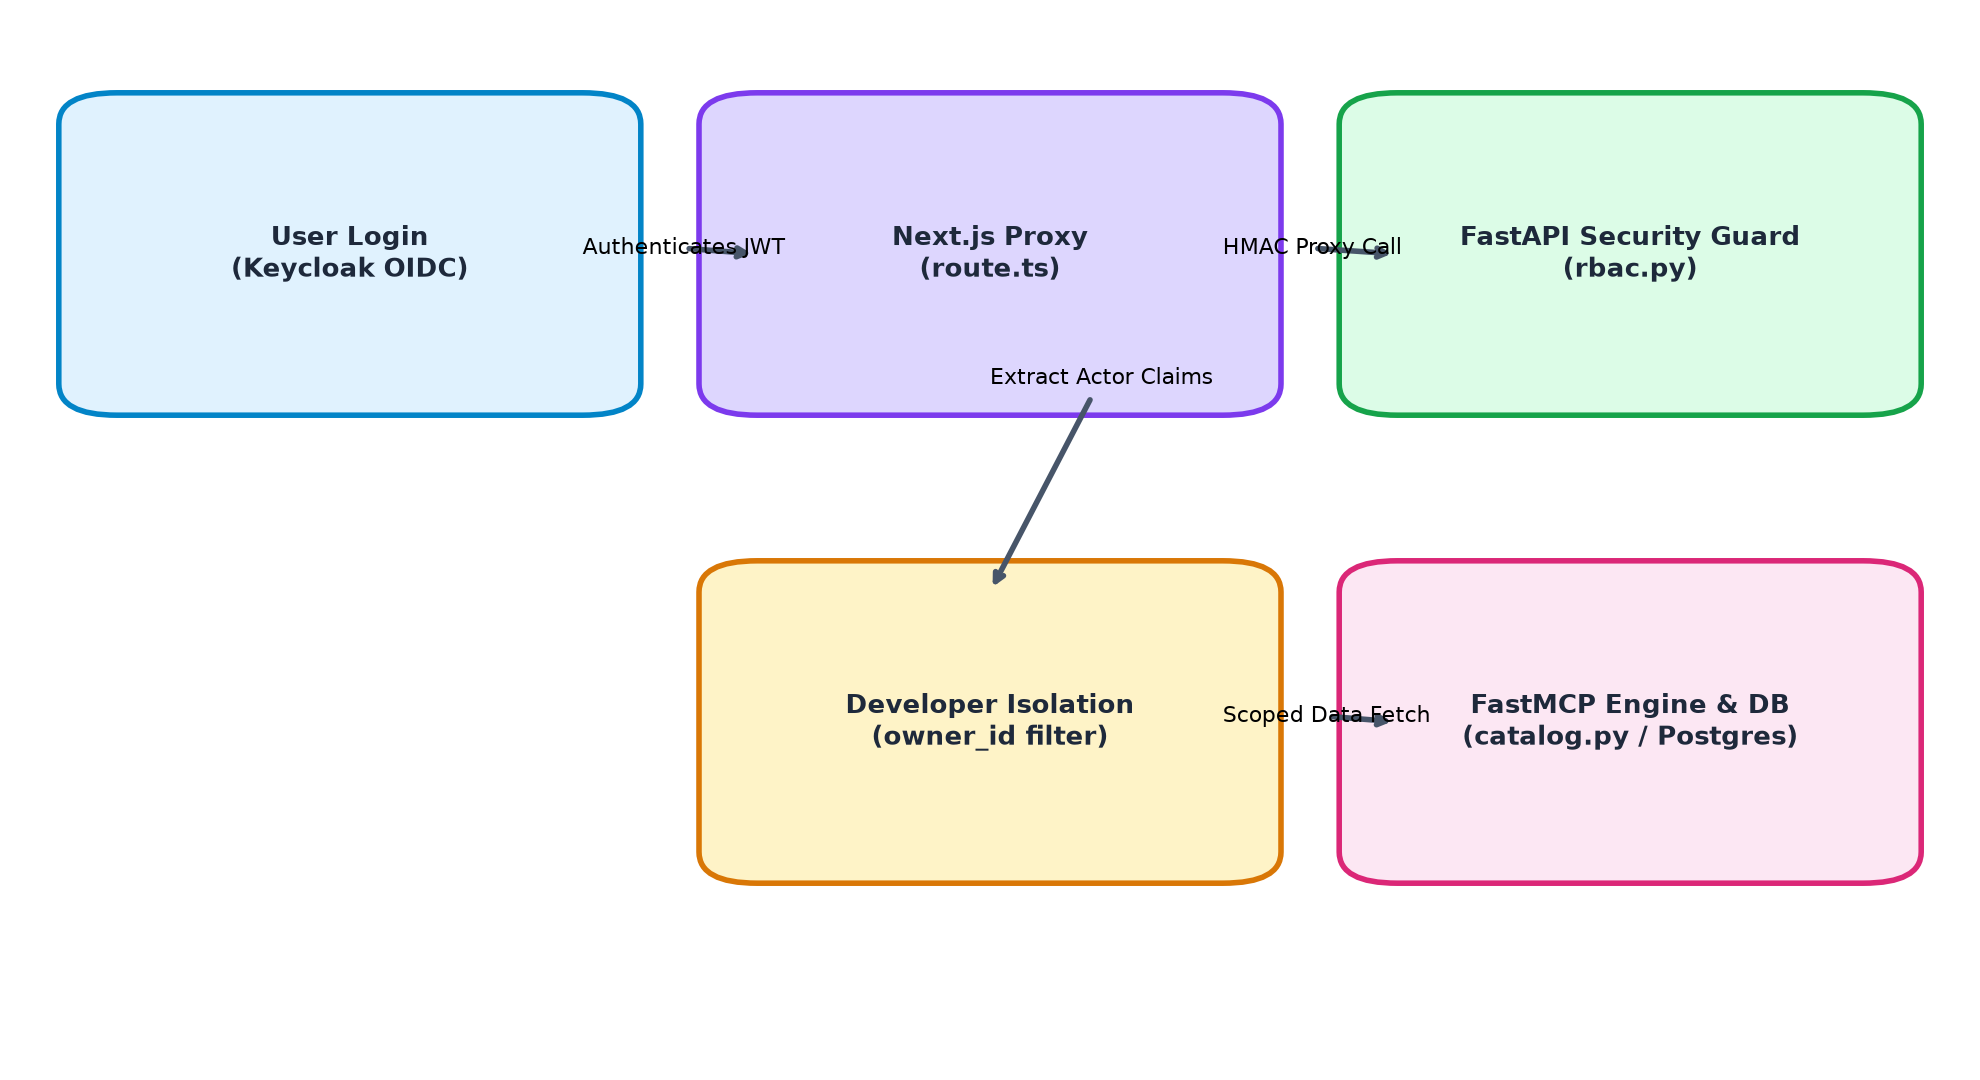 User Login
(Keycloak OIDC)
Authenticates JWT
Next.js Proxy
(route.ts)
HMAC Proxy Call
FastAPI Security Guard
(rbac.py)
Extract Actor Claims
Developer Isolation
(owner_id filter)
Scoped Data Fetch
FastMCP Engine & DB
(catalog.py / Postgres)